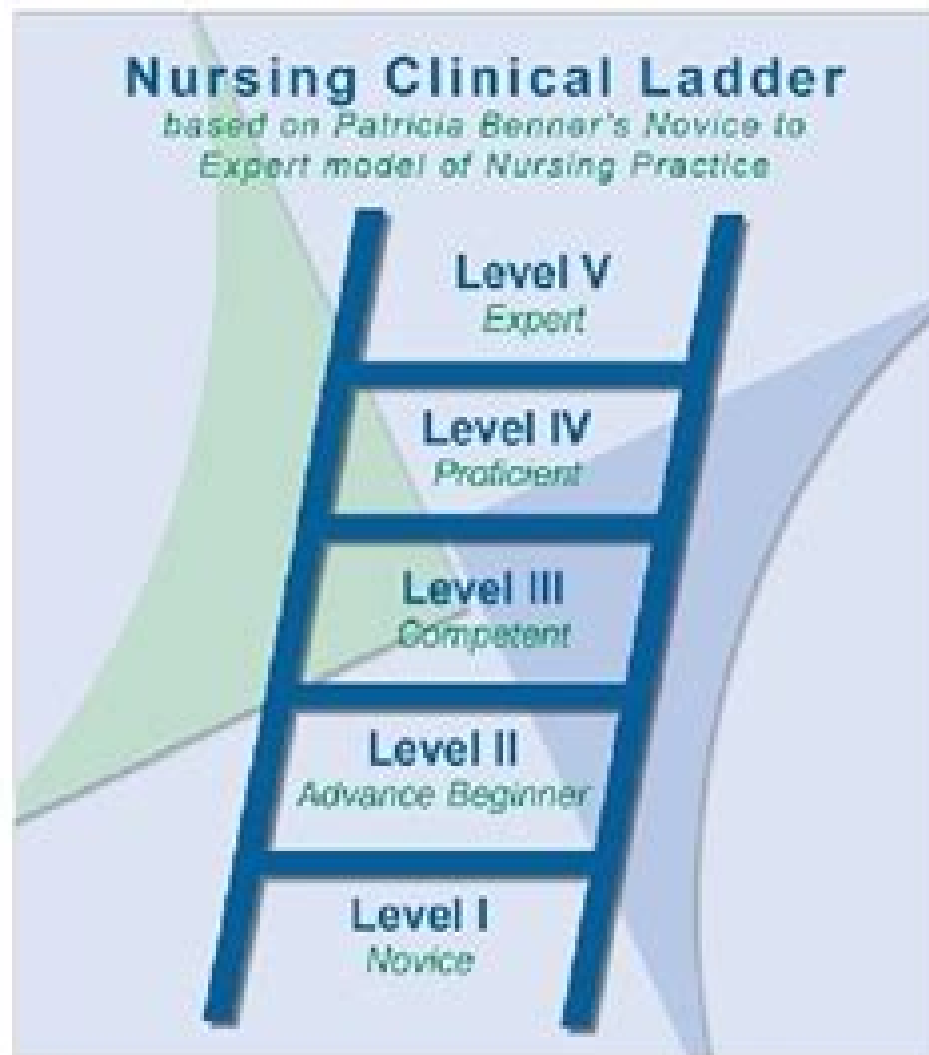 Nursing Clinical Ladder
based on Patricia Benner's Novice to
Expert model of Nursing Practice
Level V
Expert
Level IV
Proficient
Level III
Competent
Level II
Advance Beginner
Level I
Novice